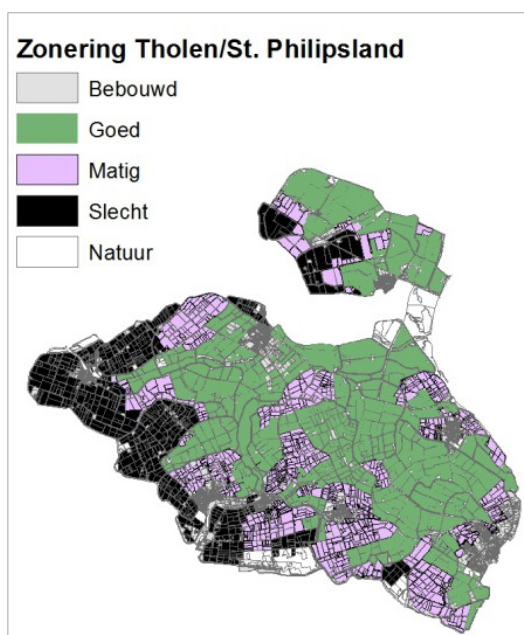 Zonering Tholen/St. Philipsland
Bebouwd
Goed
Matig
Slecht
Natuur